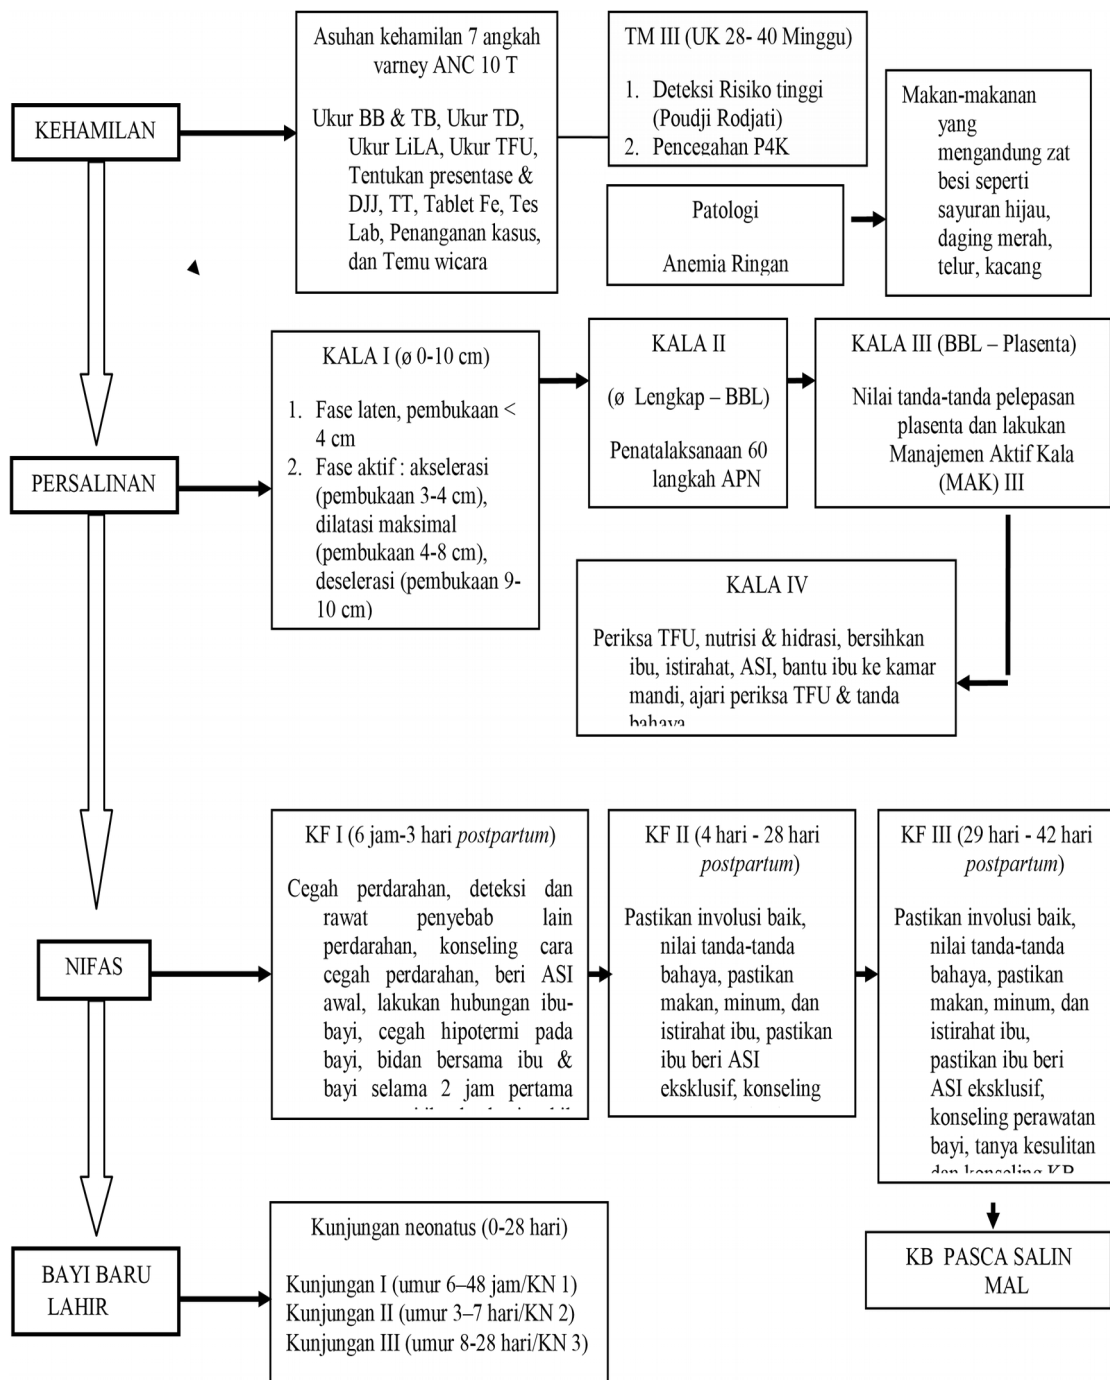 KEHAMILAN
Asuhan kehamilan 7 angkah
varney ANC 10 T
Ukur BB & TB, Ukur TD,
Ukur LiLA, Ukur TFU,
Tentukan presentase &
DJJ, TT, Tablet Fe, Tes
Lab, Penanganan kasus,
dan Temu wicara
TM III (UK 28- 40 Minggu)
1. Deteksi Risiko tinggi
(Poudji Rodjati)
2. Pencegahan P4K
Patologi
Anemia Ringan
Makan-makanan
yang
mengandung zat
besi seperti
sayuran hijau,
daging merah,
telur, kacang
PERSALINAN
KALA I (ø 0-10 cm)
1. Fase laten, pembukaan <
4 cm
2. Fase aktif : akselerasi
(pembukaan 3-4 cm),
dilatasi maksimal
(pembukaan 4-8 cm),
deselerasi (pembukaan 9-
10 cm)
KALA II
(ø Lengkap – BBL)
Penatalaksanaan 60
langkah APN
KALA III (BBL – Plasenta)
Nilai tanda-tanda pelepasan
plasenta dan lakukan
Manajemen Aktif Kala
(MAK) III
KALA IV
Periksa TFU, nutrisi & hidrasi, bersihkan
ibu, istirahat, ASI, bantu ibu ke kamar
mandi, ajari periksa TFU & tanda
bahaya
NIFAS
KF I (6 jam-3 hari postpartum)
Cegah perdarahan, deteksi dan
rawat penyebab lain
perdarahan, konseling cara
cegah perdarahan, beri ASI
awal, lakukan hubungan ibu-
bayi, cegah hipotermi pada
bayi, bidan bersama ibu &
bayi selama 2 jam pertama
KF II (4 hari - 28 hari
postpartum)
Pastikan involusi baik,
nilai tanda-tanda
bahaya, pastikan
makan, minum, dan
istirahat ibu, pastikan
ibu beri ASI
eksklusif, konseling
KF III (29 hari - 42 hari
postpartum)
Pastikan involusi baik,
nilai tanda-tanda
bahaya, pastikan
makan, minum, dan
istirahat ibu,
pastikan ibu beri
ASI eksklusif,
konseling perawatan
bayi, tanya kesulitan
dan konseling KB
KB PASCA SALIN
MAL
BAYI BARU
LAHIR
Kunjungan neonatus (0-28 hari)
Kunjungan I (umur 6–48 jam/KN 1)
Kunjungan II (umur 3–7 hari/KN 2)
Kunjungan III (umur 8-28 hari/KN 3)